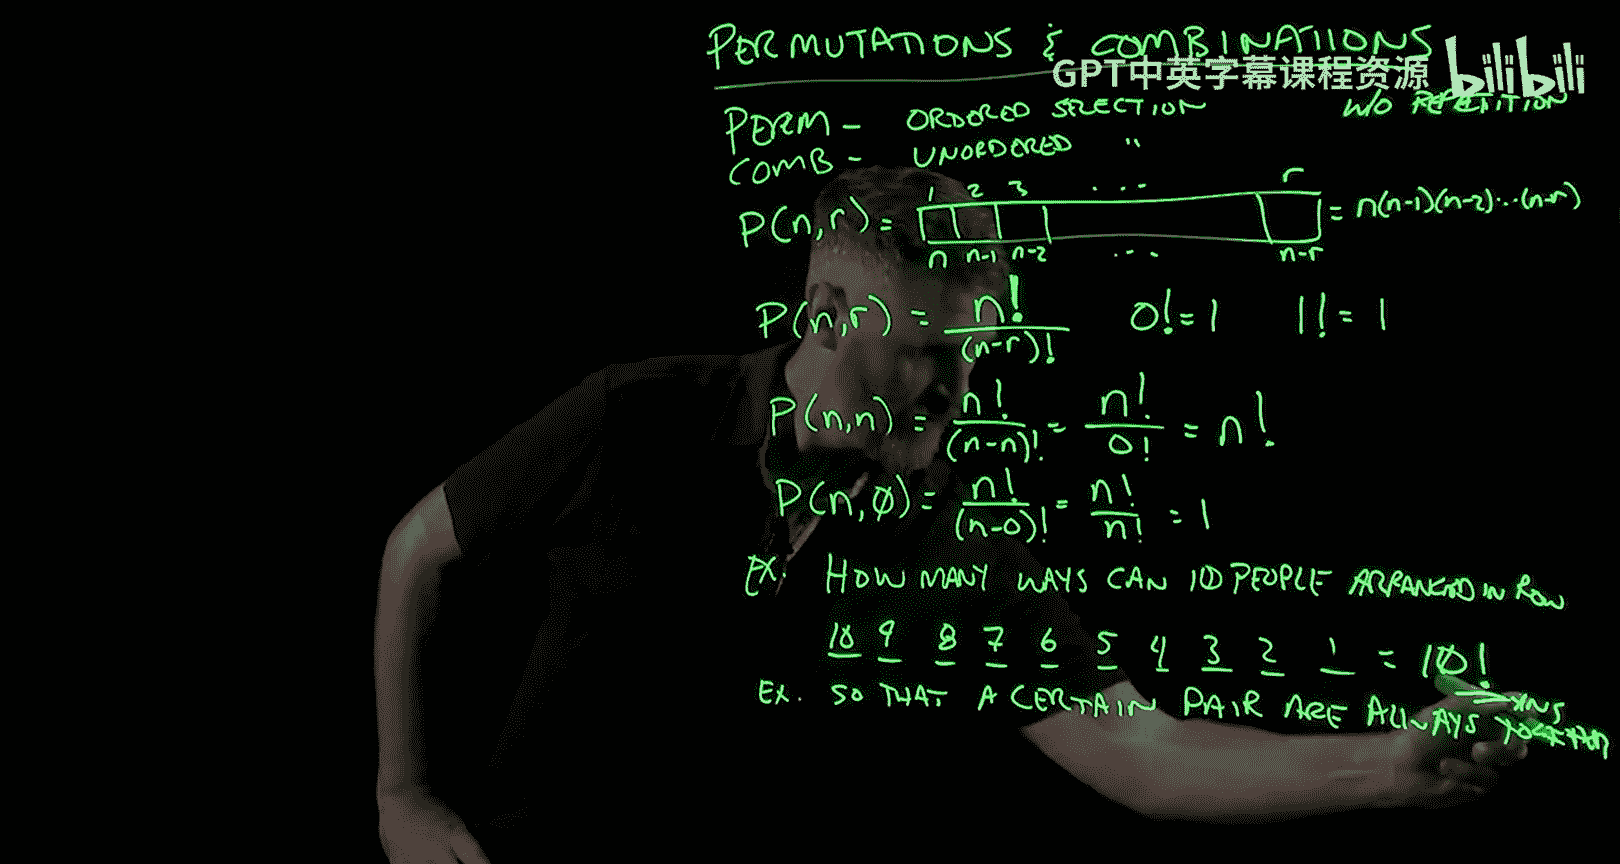 PERMUTATIONS & COMBINATIONS
GPT中英字幕课程资源 bilibili
PERM - ORDERED SELECTION W/O REPETITION
COMB - UNORDERED "
1 2 3 ... r
P(n,r) = = n(n-1)(n-2)...(n-r)
n n-1 n-2 ... n-r
P(n,r) = n!/(n-r)! 0! = 1 1! = 1
P(n,n) = n!/(n-n)! = n!/0! = n!
P(n,∅) = n!/(n-0)! = n!/n! = 1
EX. HOW MANY WAYS CAN 10 PEOPLE ARRANGED IN ROW
10 9 8 7 6 5 4 3 2 1 = 10!
EX. SO THAT A CERTAIN PAIR ARE ALWAYS TOGETHER